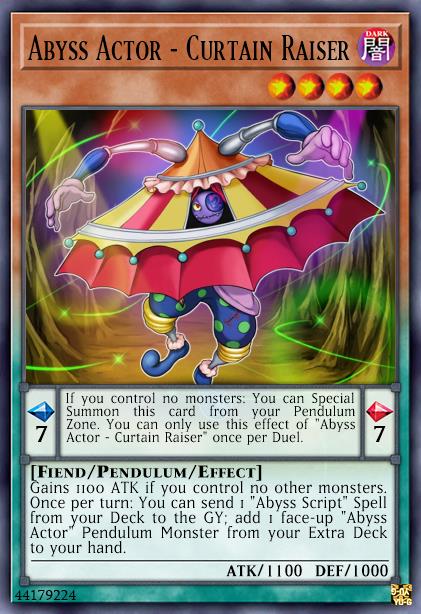 ABYSS ACTOR - CURTAIN RAISER
DARK
闇
If you control no monsters: You can Special
Summon this card from your Pendulum
Zone. You can only use this effect of "Abyss
Actor - Curtain Raiser" once per Duel.
7
7
[FIEND/PENDULUM/EFFECT]
Gains 1100 ATK if you control no other monsters.
Once per turn: You can send 1 "Abyss Script" Spell
from your Deck to the GY; add 1 face-up "Abyss
Actor" Pendulum Monster from your Extra Deck
to your hand.
ATK/1100 DEF/1000
44179224